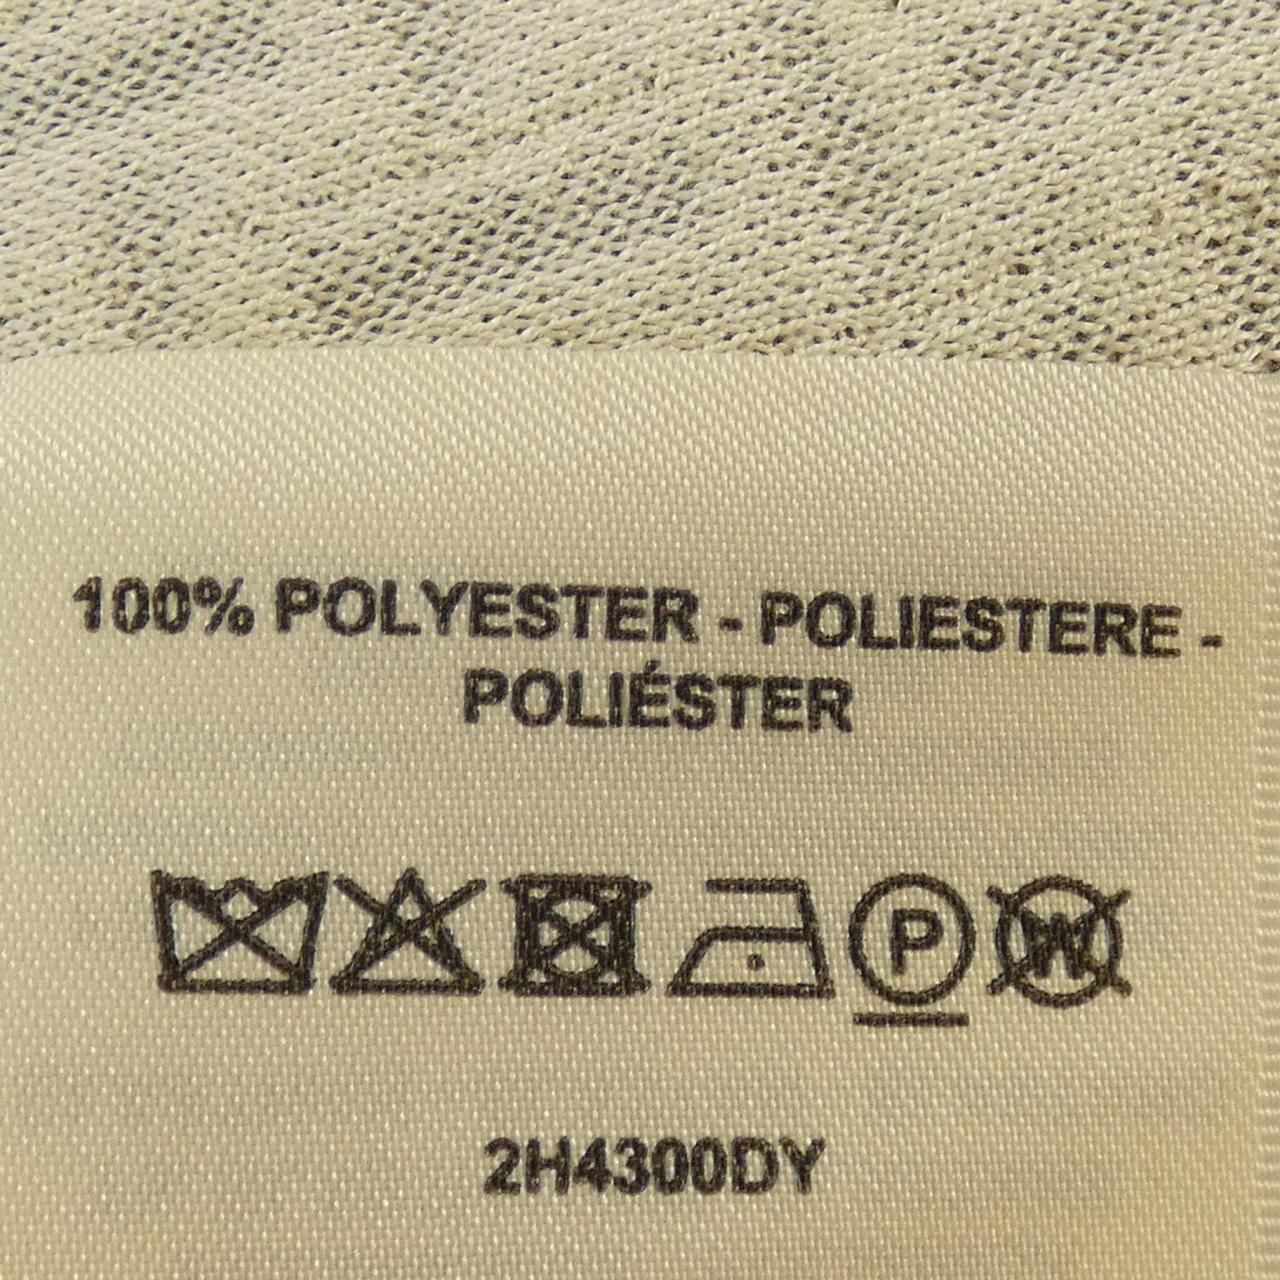 100% POLYESTER - POLIESTERE -
POLIÉSTER
P W
2H4300DY